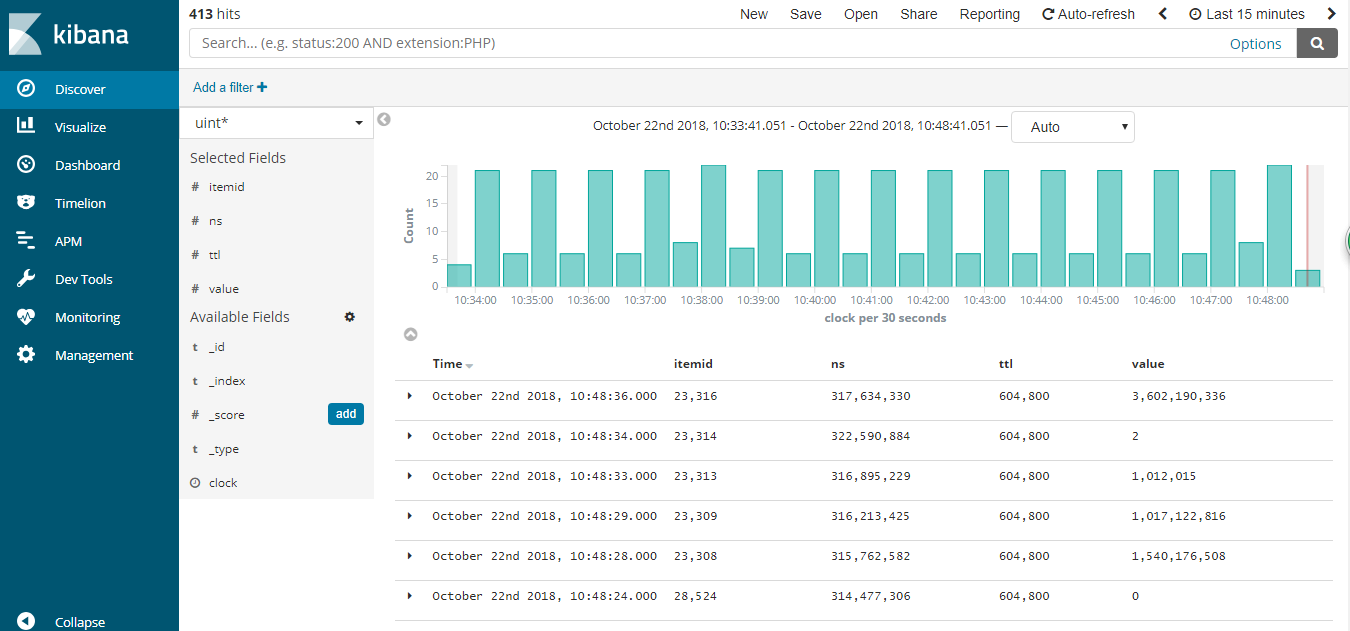 kibana
Discover
Visualize
Dashboard
Timelion
APM
Dev Tools
Monitoring
Management
Collapse
413 hits
New Save Open Share Reporting Auto-refresh Last 15 minutes
Search... (e.g. status:200 AND extension:PHP) Options
Add a filter +
uint*
Selected Fields
# itemid
# ns
# ttl
# value
Available Fields
t _id
t _index
# _score add
t _type
clock
October 22nd 2018, 10:33:41.051 - October 22nd 2018, 10:48:41.051 — Auto
Count
20
15
10
5
0
10:34:00 10:35:00 10:36:00 10:37:00 10:38:00 10:39:00 10:40:00 10:41:00 10:42:00 10:43:00 10:44:00 10:45:00 10:46:00 10:47:00 10:48:00
clock per 30 seconds
Time itemid ns ttl value
October 22nd 2018, 10:48:36.000 23,316 317,634,330 604,800 3,602,190,336
October 22nd 2018, 10:48:34.000 23,314 322,590,884 604,800 2
October 22nd 2018, 10:48:33.000 23,313 316,895,229 604,800 1,012,015
October 22nd 2018, 10:48:29.000 23,309 316,213,425 604,800 1,017,122,816
October 22nd 2018, 10:48:28.000 23,308 315,762,582 604,800 1,540,176,508
October 22nd 2018, 10:48:24.000 28,524 314,477,306 604,800 0